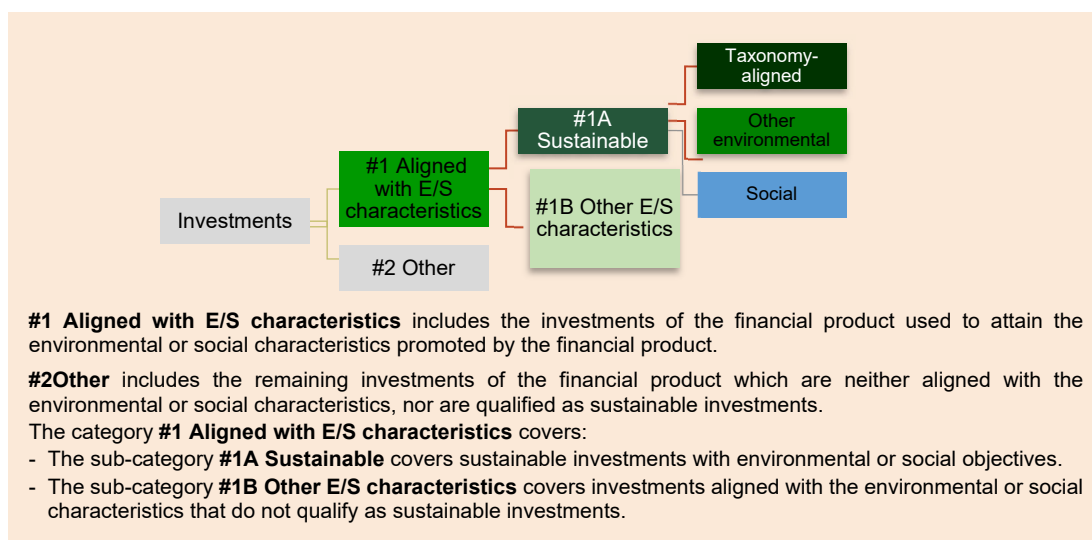 Taxonomy-
aligned
#1A
Sustainable
Other
environmental
#1 Aligned
with E/S
characteristics
Social
#1B Other E/S
characteristics
Investments
#2 Other
#1 Aligned with E/S characteristics includes the investments of the financial product used to attain the
environmental or social characteristics promoted by the financial product.
#2Other includes the remaining investments of the financial product which are neither aligned with the
environmental or social characteristics, nor are qualified as sustainable investments.
The category #1 Aligned with E/S characteristics covers:
- The sub-category #1A Sustainable covers sustainable investments with environmental or social objectives.
- The sub-category #1B Other E/S characteristics covers investments aligned with the environmental or social
characteristics that do not qualify as sustainable investments.